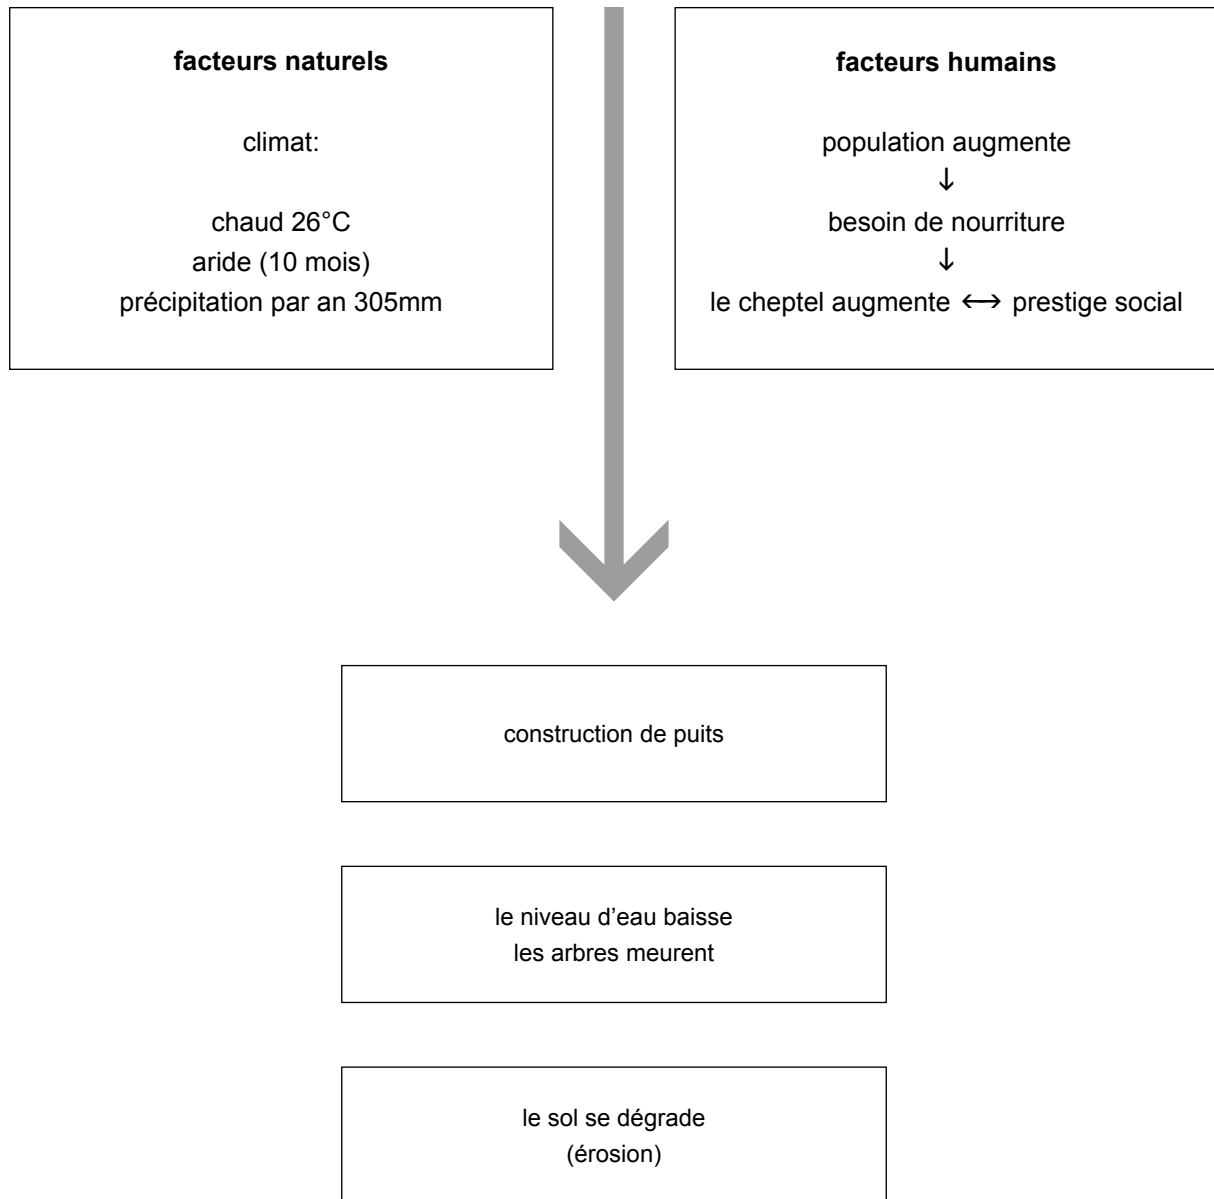 facteurs naturels
climat:
chaud 26°C
aride (10 mois)
précipitation par an 305mm
facteurs humains
population augmente
↓
besoin de nourriture
↓
le cheptel augmente ↔ prestige social
construction de puits
le niveau d’eau baisse
les arbres meurent
le sol se dégrade
(érosion)